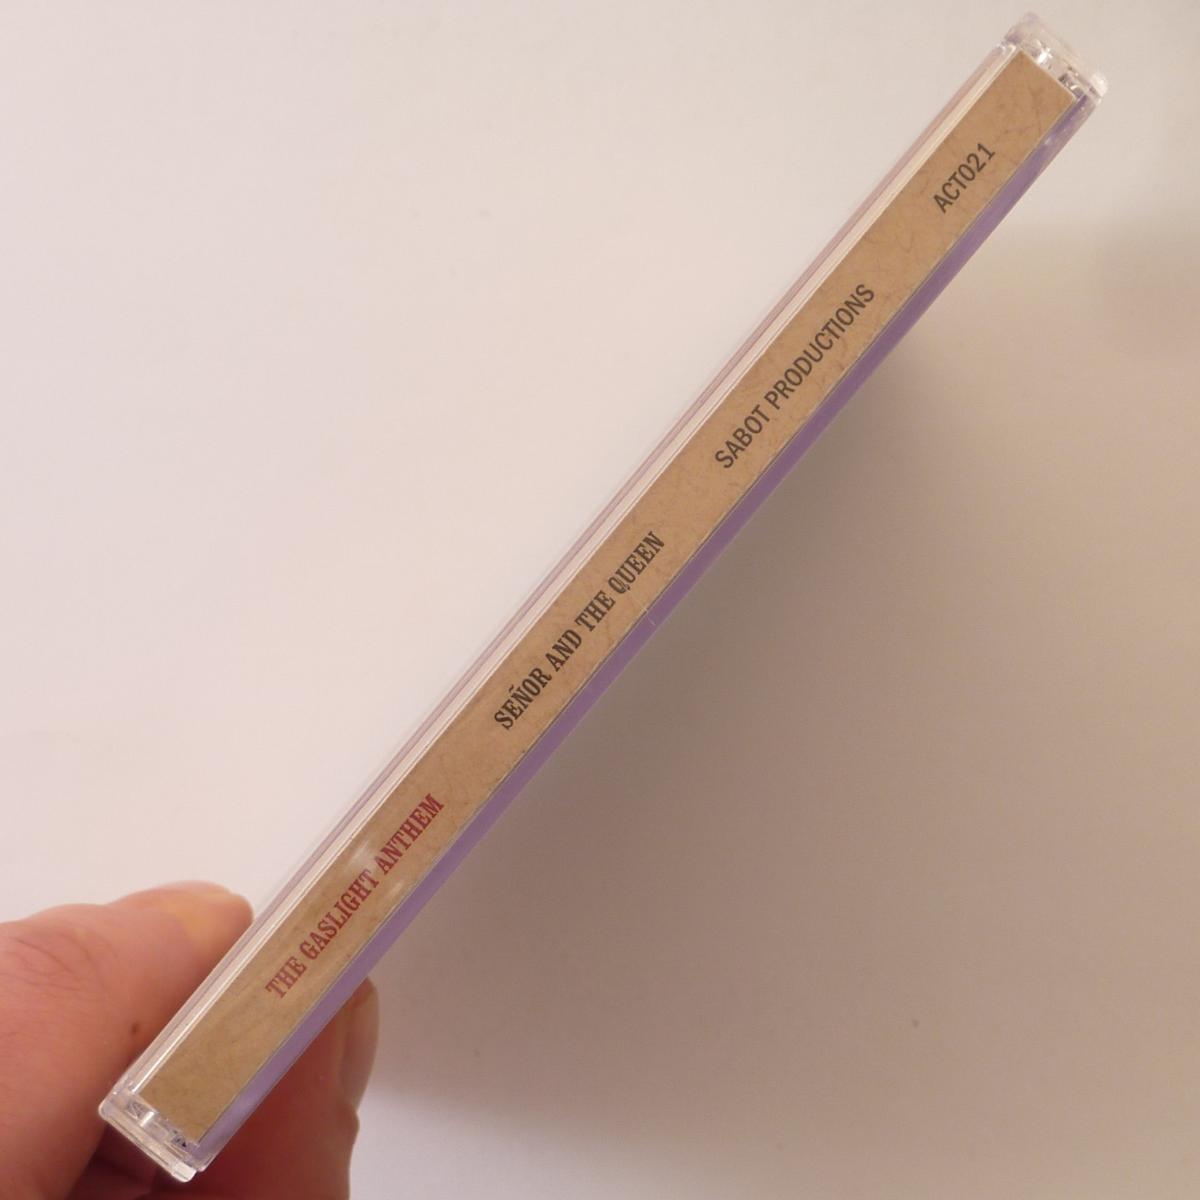 THE GASLIGHT ANTHEM SEÑOR AND THE QUEEN SABOT PRODUCTIONS ACT021